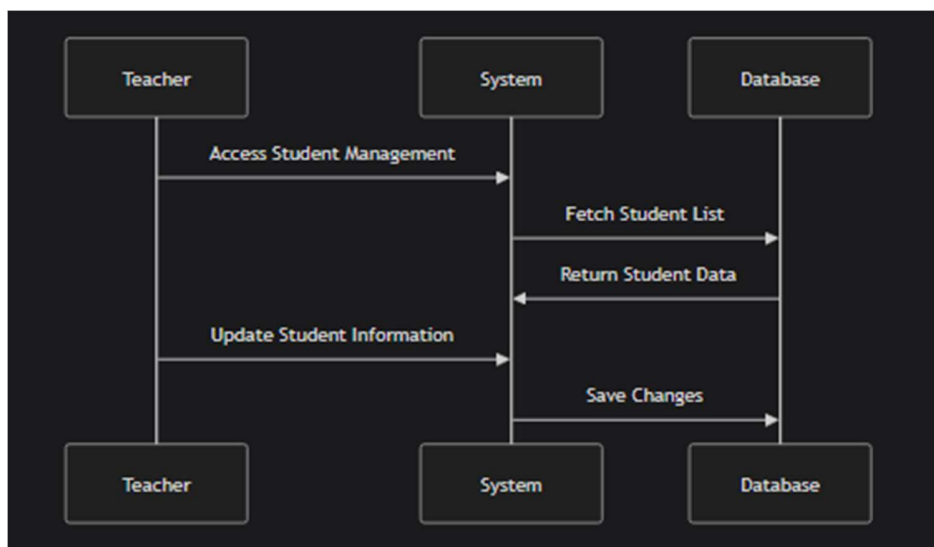 Teacher
System
Database
Access Student Management
Fetch Student List
Return Student Data
Update Student Information
Save Changes
Teacher
System
Database